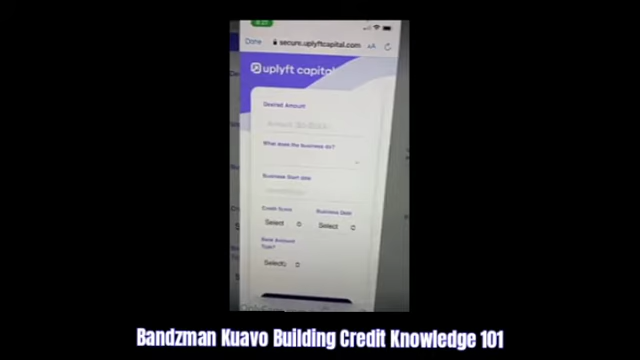 Done secure.uplyftcapital.com AA
uplyft capital
Desired Amount
What does the business do?
Business Start date
Credit Score Business Debt
Select Select
Bank Account
Type?
Select
Bandzman Kuavo Building Credit Knowledge 101